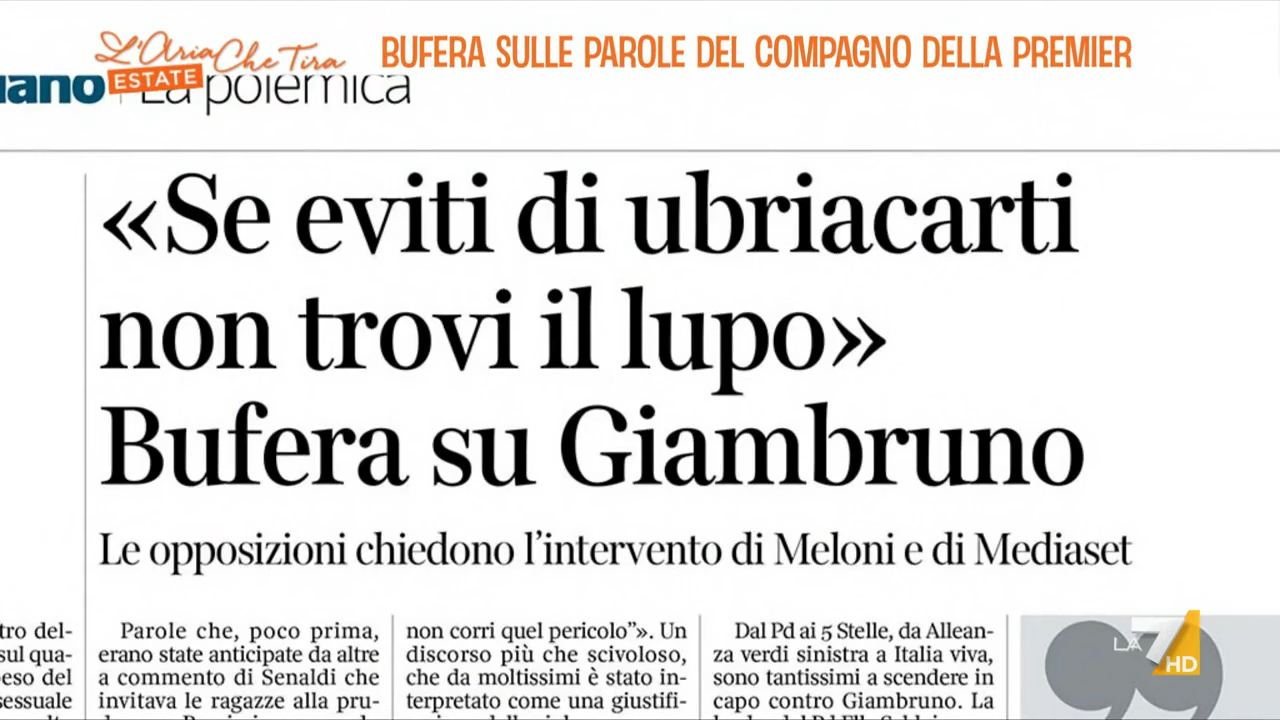 L'Aria Che Tira
ESTATE
BUFERA SULLE PAROLE DEL COMPAGNO DELLA PREMIER
La polemica
«Se eviti di ubriacarti
non trovi il lupo»
Bufera su Giambruno
Le opposizioni chiedono l'intervento di Meloni e di Mediaset
tro del-
sul qua-
eso del
sessuale
Parole che, poco prima,
erano state anticipate da altre
a commento di Senaldi che
invitava le ragazze alla pru-
non corri quel pericolo”». Un
discorso più che scivoloso,
che da moltissimi è stato in-
terpretato come una giustifi-
Dal Pd ai 5 Stelle, da Allean-
za verdi sinistra a Italia viva,
sono tantissimi a scendere in
capo contro Giambruno. La
LA 7 HD